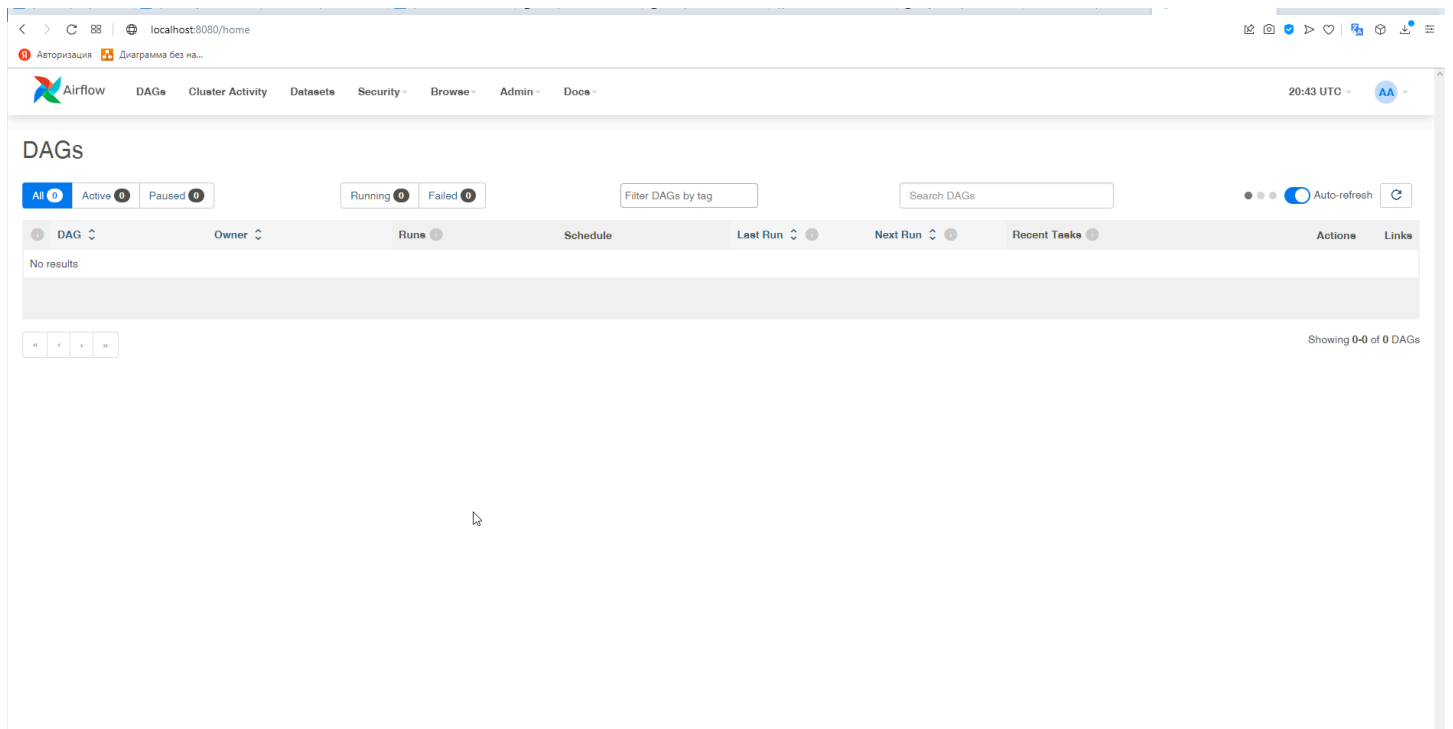 localhost:8080/home
Авторизация Диаграмма без на...
Airflow DAGs Cluster Activity Datasets Security Browse Admin Docs 20:43 UTC AA
DAGs
All 0 Active 0 Paused 0 Running 0 Failed 0 Filter DAGs by tag Search DAGs Auto-refresh
DAG Owner Runs Schedule Last Run Next Run Recent Tasks Actions Links
No results
« ‹ › » Showing 0-0 of 0 DAGs